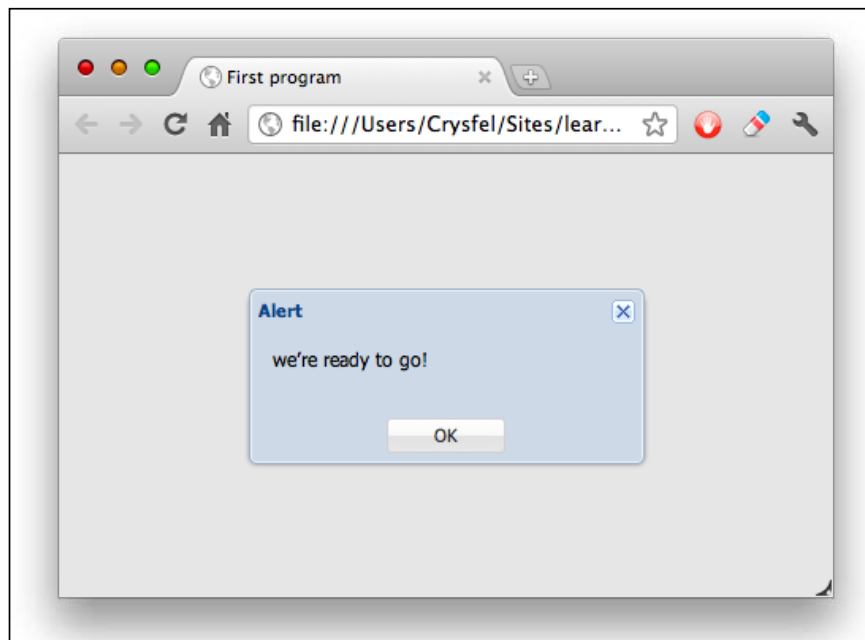 First program
file:///Users/Crysfel/Sites/lear...
Alert
we're ready to go!
OK